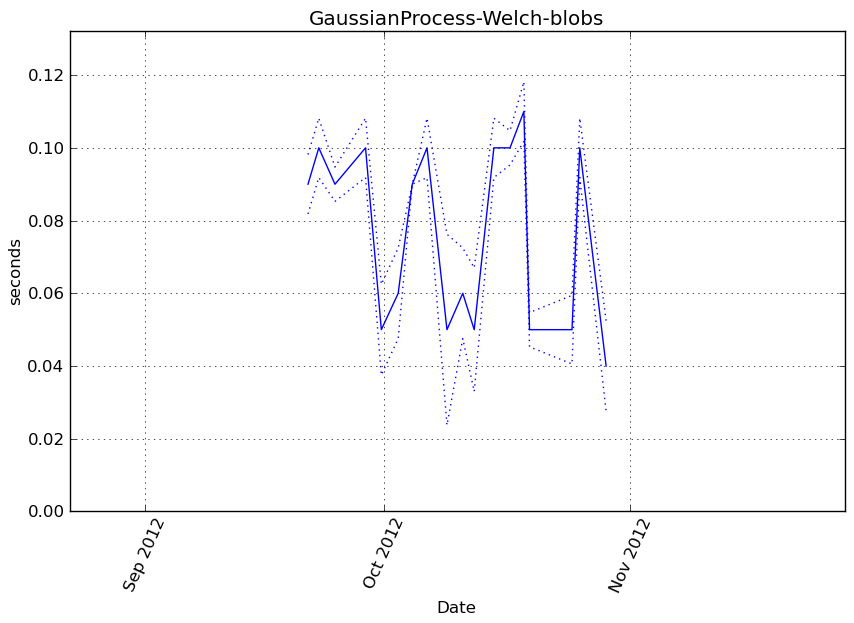 GaussianProcess-Welch-blobs
0.12
0.10
0.08
0.06
0.04
0.02
0.00
seconds
Sep 2012
Oct 2012
Nov 2012
Date